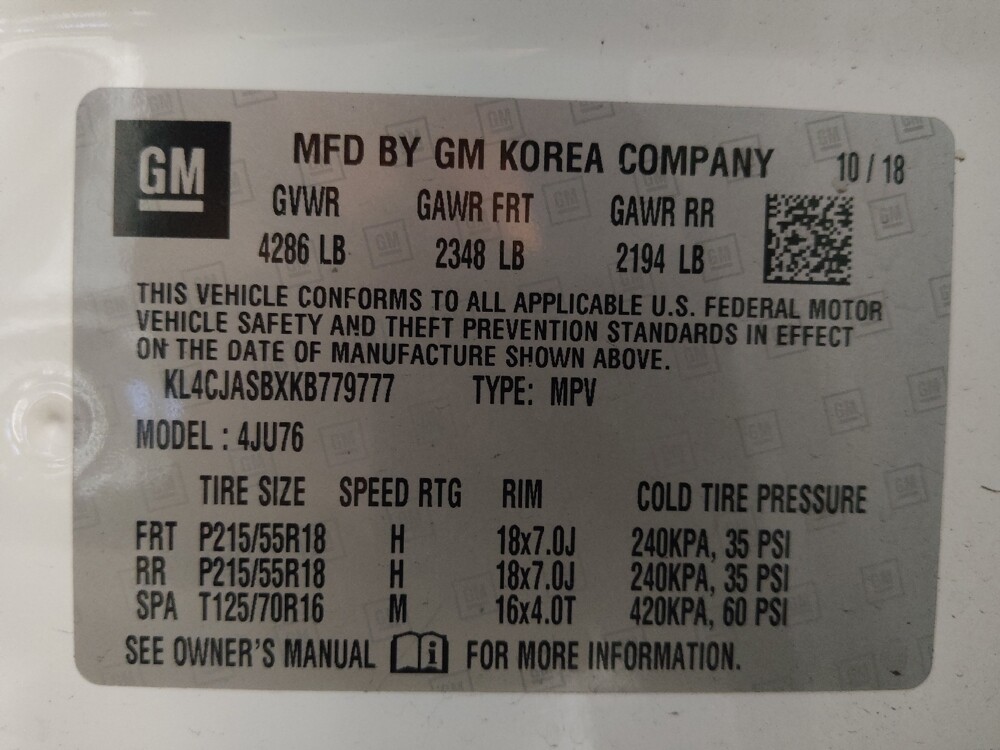 GM
MFD BY GM KOREA COMPANY 10 / 18
GVWR GAWR FRT GAWR RR
4286 LB 2348 LB 2194 LB
THIS VEHICLE CONFORMS TO ALL APPLICABLE U.S. FEDERAL MOTOR
VEHICLE SAFETY AND THEFT PREVENTION STANDARDS IN EFFECT
ON THE DATE OF MANUFACTURE SHOWN ABOVE.
KL4CJASBXKB779777 TYPE: MPV
MODEL : 4JU76
TIRE SIZE SPEED RTG RIM COLD TIRE PRESSURE
FRT P215/55R18 H 18x7.0J 240KPA, 35 PSI
RR P215/55R18 H 18x7.0J 240KPA, 35 PSI
SPA T125/70R16 M 16x4.0T 420KPA, 60 PSI
SEE OWNER'S MANUAL i FOR MORE INFORMATION.